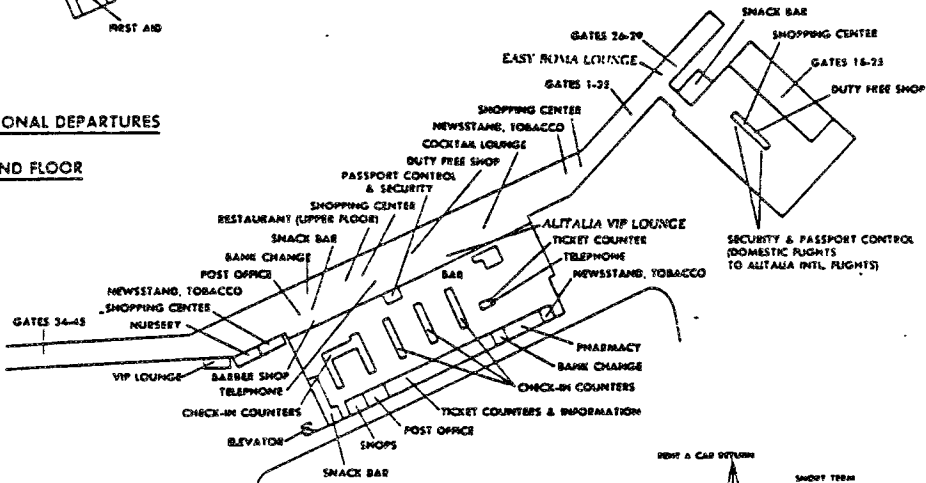 FIRST AID
SNACK BAR
GATES 26-29
SHOPPING CENTER
EASY ROMA LOUNGE
GATES 16-25
GATES 1-25
DUTY FREE SHOP
SHOPPING CENTER
ONAL DEPARTURES
NEWSSTAND, TOBACCO
COCKTAIL LOUNGE
ND FLOOR
DUTY FREE SHOP
PASSPORT CONTROL
& SECURITY
SHOPPING CENTER
RESTAURANT (UPPER FLOOR)
ALITALIA VIP LOUNGE
SNACK BAR
TICKET COUNTER
SECURITY & PASSPORT CONTROL
(DOMESTIC FLIGHTS
TO ALITALIA INTL. FLIGHTS)
BANK CHANGE
TELEPHONE
POST OFFICE
BAR
NEWSSTAND, TOBACCO
NEWSSTAND, TOBACCO
SHOPPING CENTER
GATES 34-45
NURSERY
PHARMACY
VIP LOUNGE
BARBER SHOP
BANK CHANGE
TELEPHONE
CHECK-IN COUNTERS
CHECK-IN COUNTERS
TICKET COUNTERS & INFORMATION
POST OFFICE
ELEVATOR
SHOPS
SNACK BAR
RENT A CAR RETURN
SHORT TERM